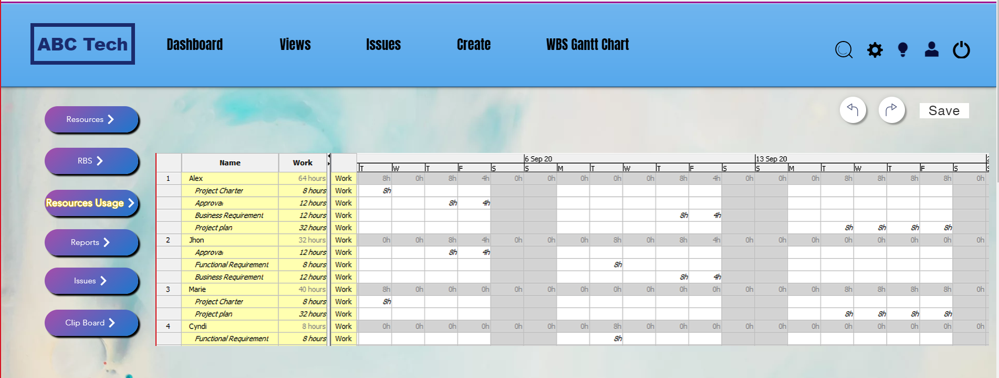 ABC Tech Dashboard Views Issues Create WBS Gantt Chart
Resources
RBS
Resources Usage
Reports
Issues
Clip Board
Save
Name Work 6 Sep 20 13 Sep 20
T W T F S S M T W T F S S M T W T F S
1 Alex 64 hours Work 8h 0h 8h 4h 0h 0h 0h 0h 0h 8h 4h 0h 0h 0h 8h 8h 8h 8h 0h
Project Charter 8 hours Work 8h
Approval 12 hours Work 8h 4h
Business Requirement 12 hours Work 8h 4h
Project plan 32 hours Work 8h 8h 8h 8h
2 Jhon 32 hours Work 0h 0h 8h 4h 0h 0h 0h 8h 0h 8h 4h 0h 0h 0h 0h 0h 0h 0h 0h
Approval 12 hours Work 8h 4h
Functional Requirement 8 hours Work 8h
Business Requirement 12 hours Work 8h 4h
3 Marie 40 hours Work 8h 0h 0h 0h 0h 0h 0h 0h 0h 0h 0h 0h 0h 0h 8h 8h 8h 8h 0h
Project Charter 8 hours Work 8h
Project plan 32 hours Work 8h 8h 8h 8h
4 Cyndi 8 hours Work 0h 0h 0h 0h 0h 0h 0h 8h 0h 0h 0h 0h 0h 0h 0h 0h 0h 0h 0h
Functional Requirement 8 hours Work 8h